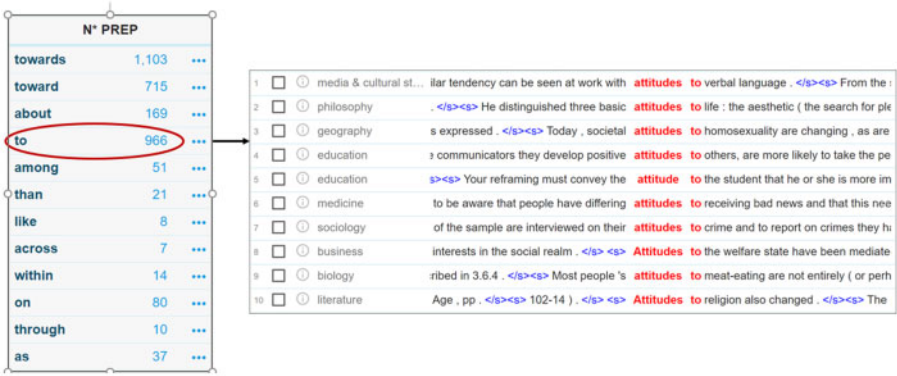 N* PREP
towards 1,103 •••
toward 715 •••
about 169 •••
to 966 •••
among 51 •••
than 21 •••
like 8 •••
across 7 •••
within 14 •••
on 80 •••
through 10 •••
as 37 •••
1 media & cultural st... ilar tendency can be seen at work with attitudes to verbal language . </s><s> From the
2 philosophy . </s><s> He distinguished three basic attitudes to life : the aesthetic ( the search for ple
3 geography s expressed . </s><s> Today , societal attitudes to homosexuality are changing , as are
4 education communicators they develop positive attitudes to others, are more likely to take the pe
5 education s><s> Your reframing must convey the attitude to the student that he or she is more im
6 medicine to be aware that people have differing attitudes to receiving bad news and that this nee
7 sociology of the sample are interviewed on their attitudes to crime and to report on crimes they
8 business interests in the social realm . </s> <s> Attitudes to the welfare state have been mediate
9 biology ribed in 3.6.4 . </s><s> Most people 's attitudes to meat-eating are not entirely ( or perh
10 literature Age , pp . </s><s> 102-14 ) . </s> <s> Attitudes to religion also changed . </s><s> The